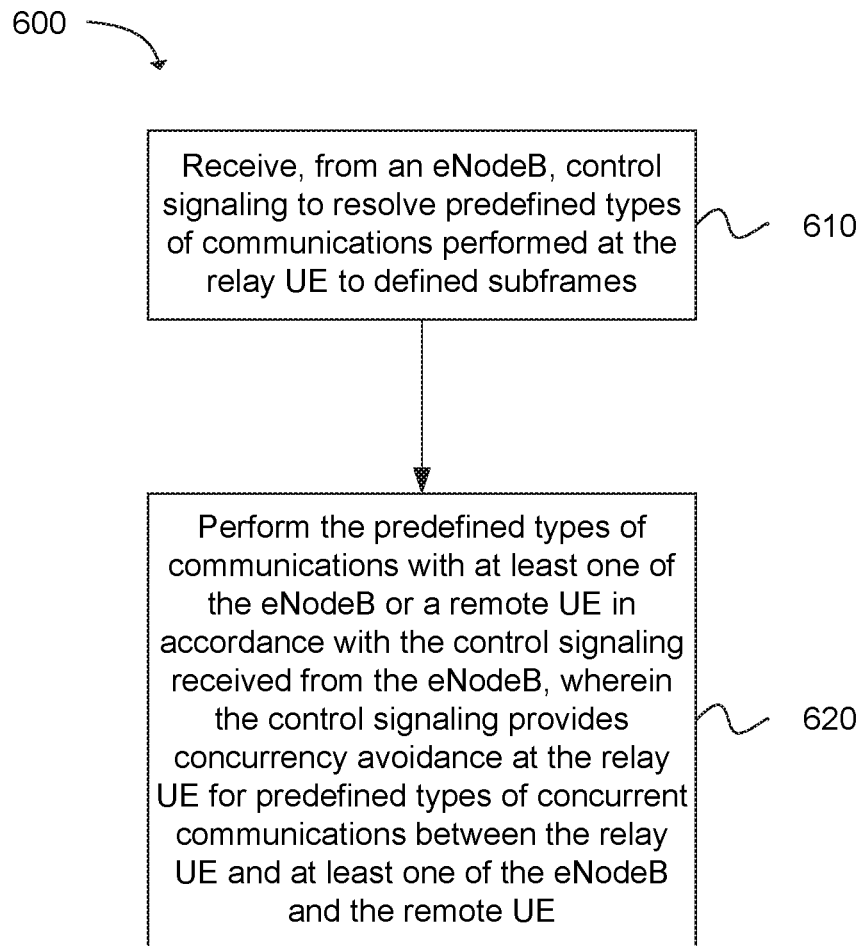 600
Receive, from an eNodeB, control
signaling to resolve predefined types
of communications performed at the
relay UE to defined subframes
610
Perform the predefined types of
communications with at least one of
the eNodeB or a remote UE in
accordance with the control signaling
received from the eNodeB, wherein
the control signaling provides
concurrency avoidance at the relay
UE for predefined types of concurrent
communications between the relay
UE and at least one of the eNodeB
and the remote UE
620